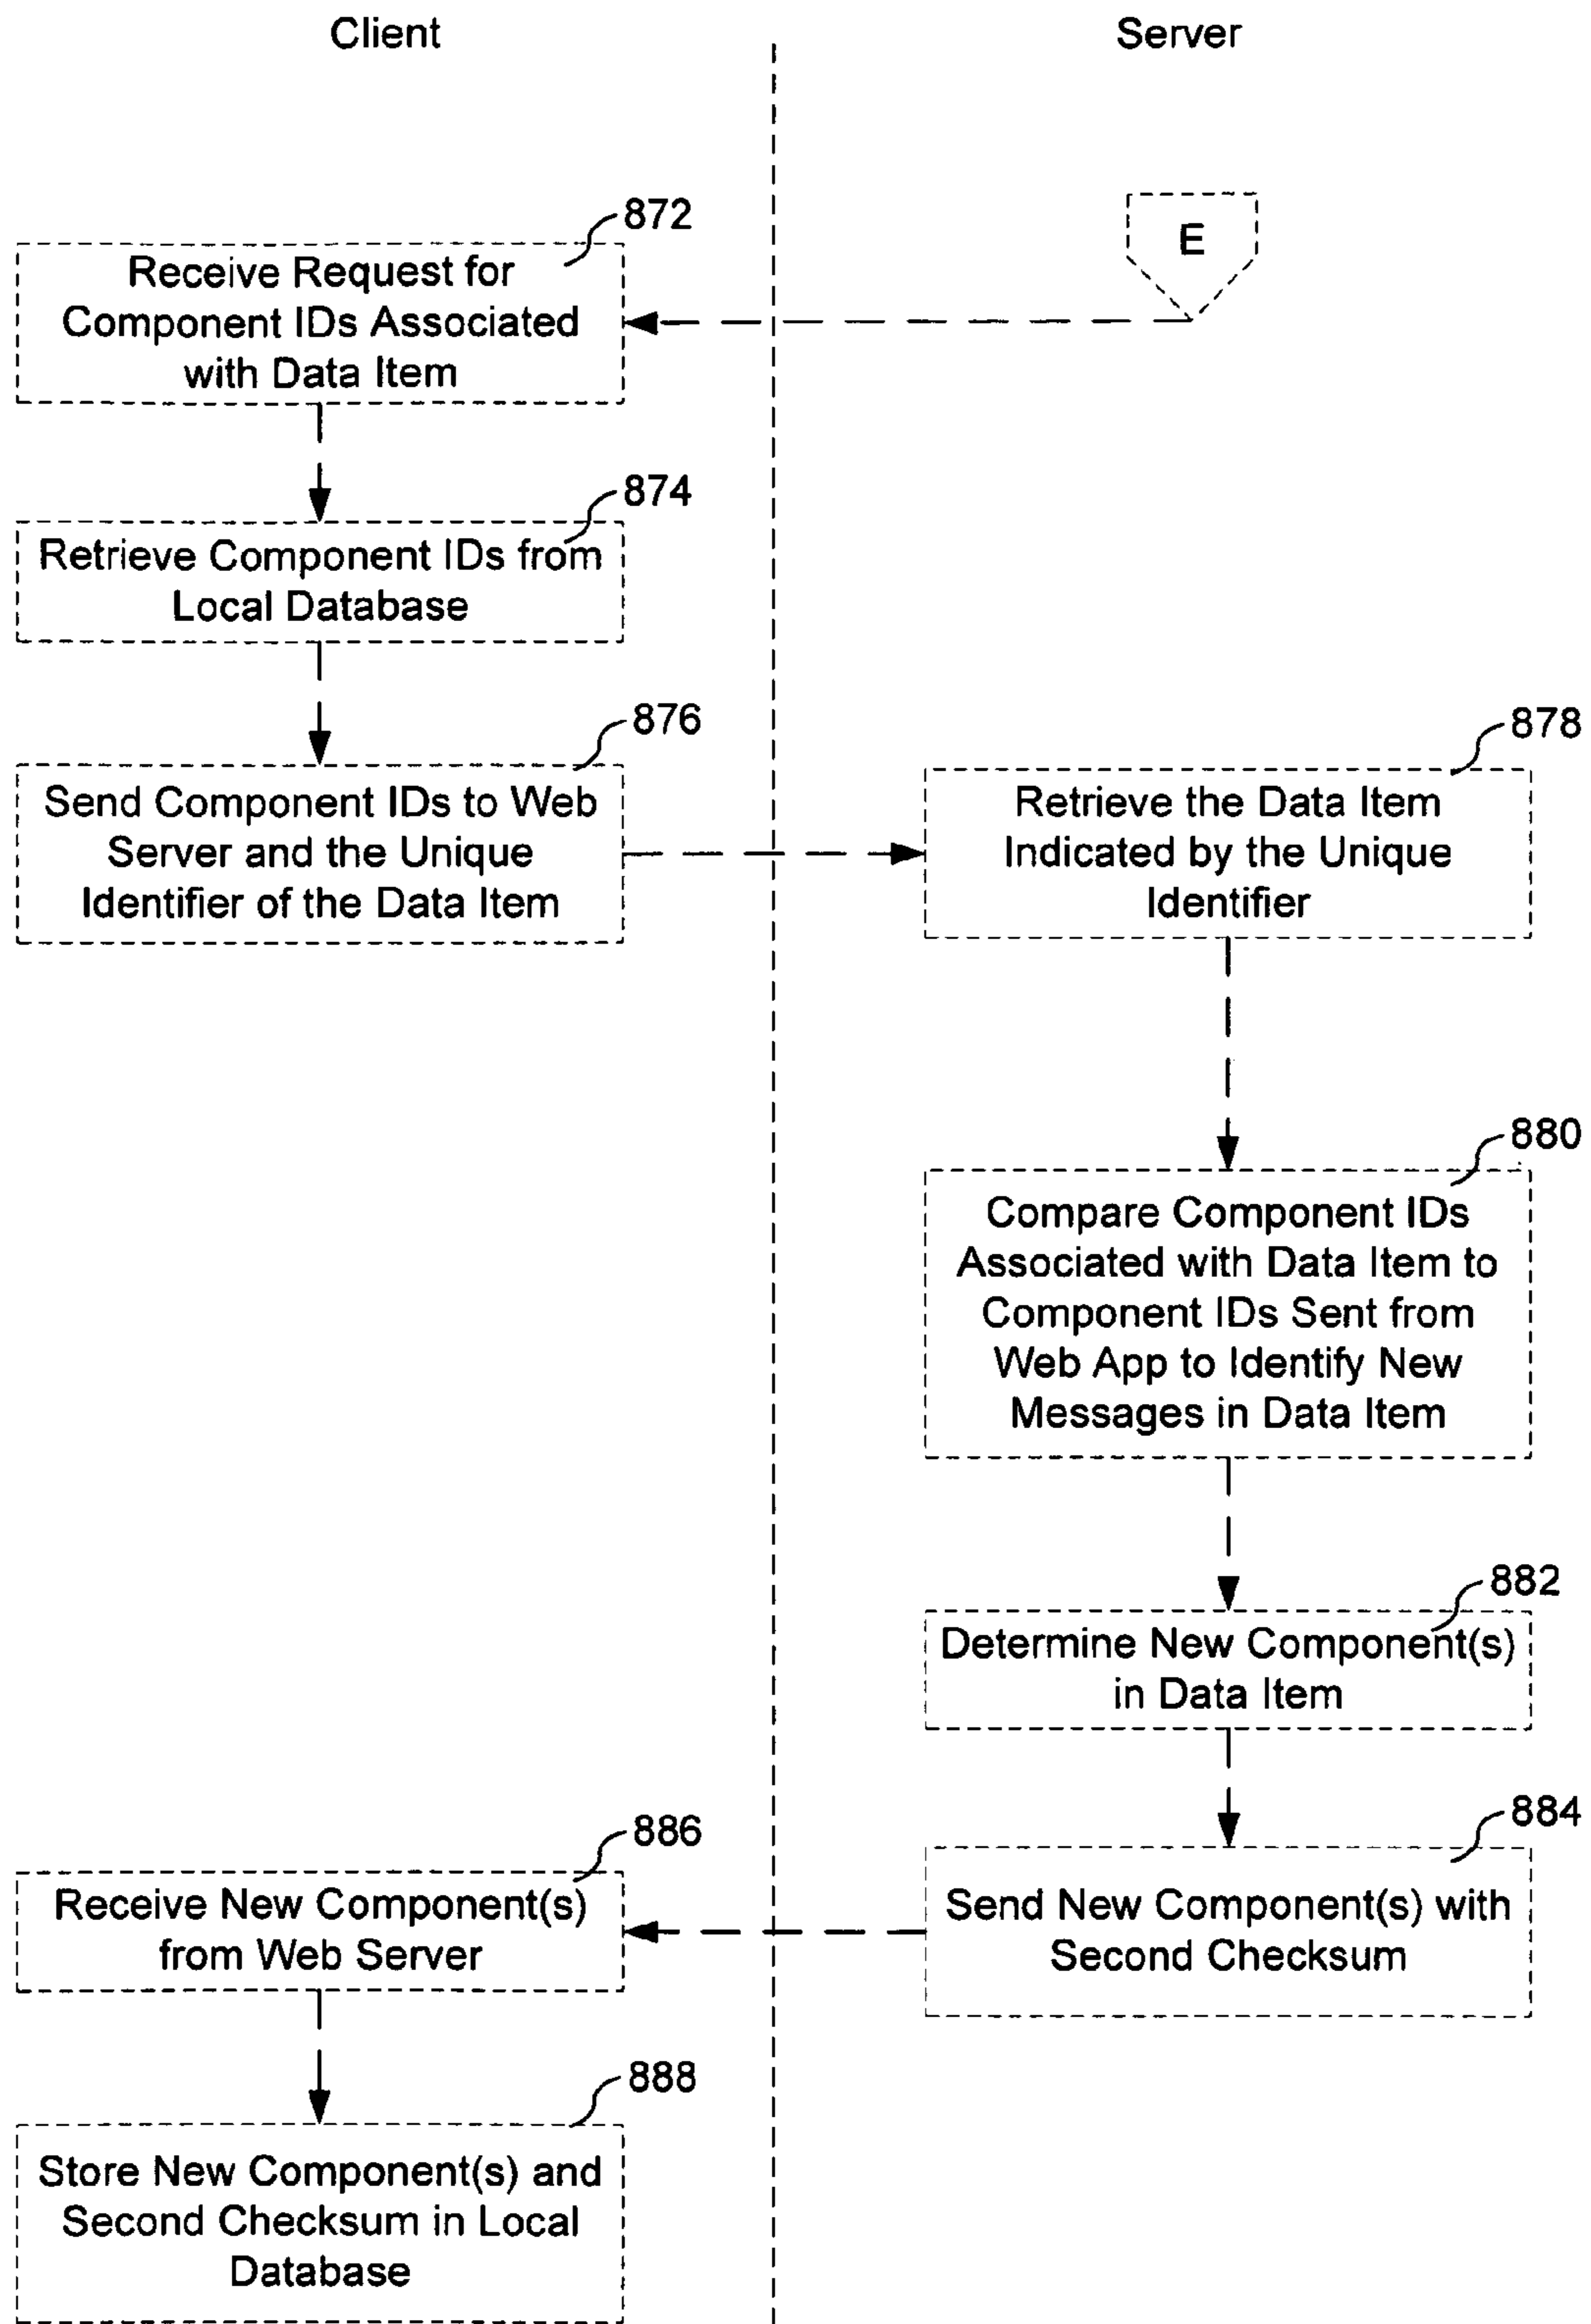 Client
Server
E
872
Receive Request for
Component IDs Associated
with Data Item
874
Retrieve Component IDs from
Local Database
876
Send Component IDs to Web
Server and the Unique
Identifier of the Data Item
878
Retrieve the Data Item
Indicated by the Unique
Identifier
880
Compare Component IDs
Associated with Data Item to
Component IDs Sent from
Web App to Identify New
Messages in Data Item
882
Determine New Component(s)
in Data Item
884
Send New Component(s) with
Second Checksum
886
Receive New Component(s)
from Web Server
888
Store New Component(s) and
Second Checksum in Local
Database